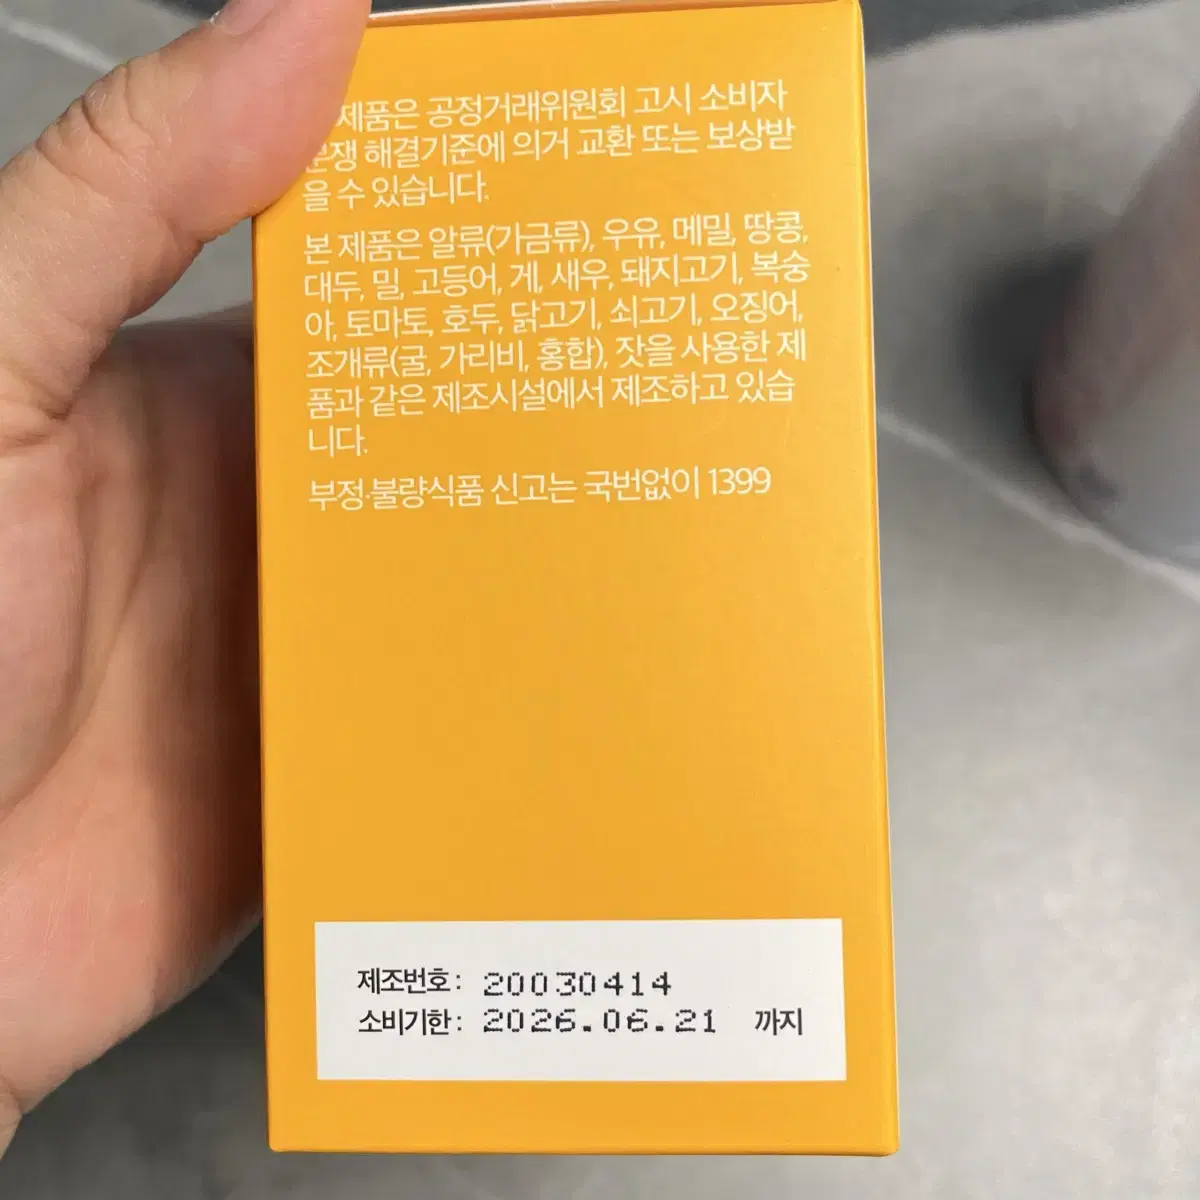 제품은 공정거래위원회 고시 소비자
해결기준에 의거 교환 또는 보상받
을 수 있습니다.
본 제품은 알류(가금류), 우유, 메밀, 땅콩,
대두, 밀, 고등어, 게, 새우, 돼지고기, 복숭
아, 토마토, 호두, 닭고기, 쇠고기, 오징어,
조개류(굴, 가리비, 홍합), 잣을 사용한 제
품과 같은 제조시설에서 제조하고 있습
니다.
부정·불량식품 신고는 국번없이 1399
제조번호 : 20030414
소비기한 : 2026.06.21 까지